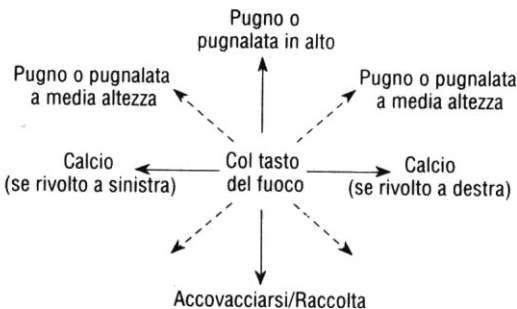 Pugno o
pugnalata in alto
Pugno o pugnalata
a media altezza
Pugno o pugnalata
a media altezza
Calcio
(se rivolto a sinistra)
Col tasto
del fuoco
Calcio
(se rivolto a destra)
Accovacciarsi/Raccolta